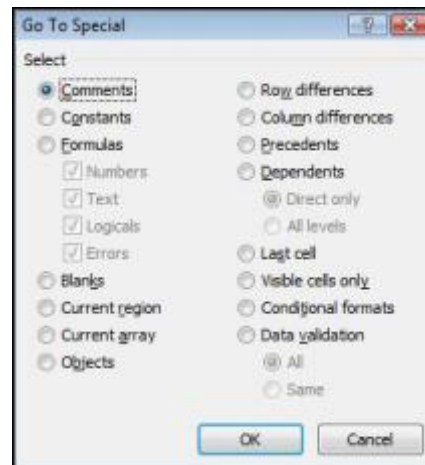 Go To Special
Select
Comments
Constants
Formulas
Numbers
Text
Logicals
Errors
Blanks
Current region
Current array
Objects
Row differences
Column differences
Precedents
Dependents
Direct only
All levels
Last cell
Visible cells only
Conditional formats
Data validation
All
Same
OK
Cancel